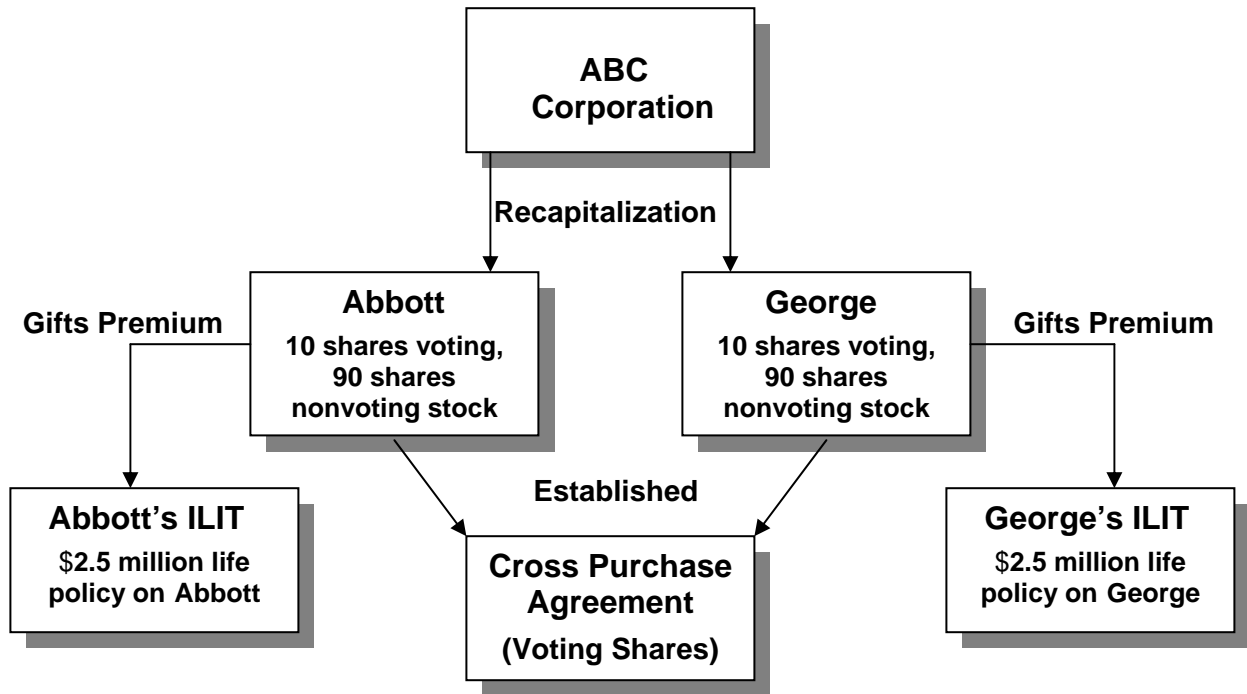 ABC
Corporation
Recapitalization
Abbott
10 shares voting,
90 shares
nonvoting stock
George
10 shares voting,
90 shares
nonvoting stock
Gifts Premium
Gifts Premium
Established
Abbott's ILIT
$2.5 million life
policy on Abbott
Cross Purchase
Agreement
(Voting Shares)
George's ILIT
$2.5 million life
policy on George